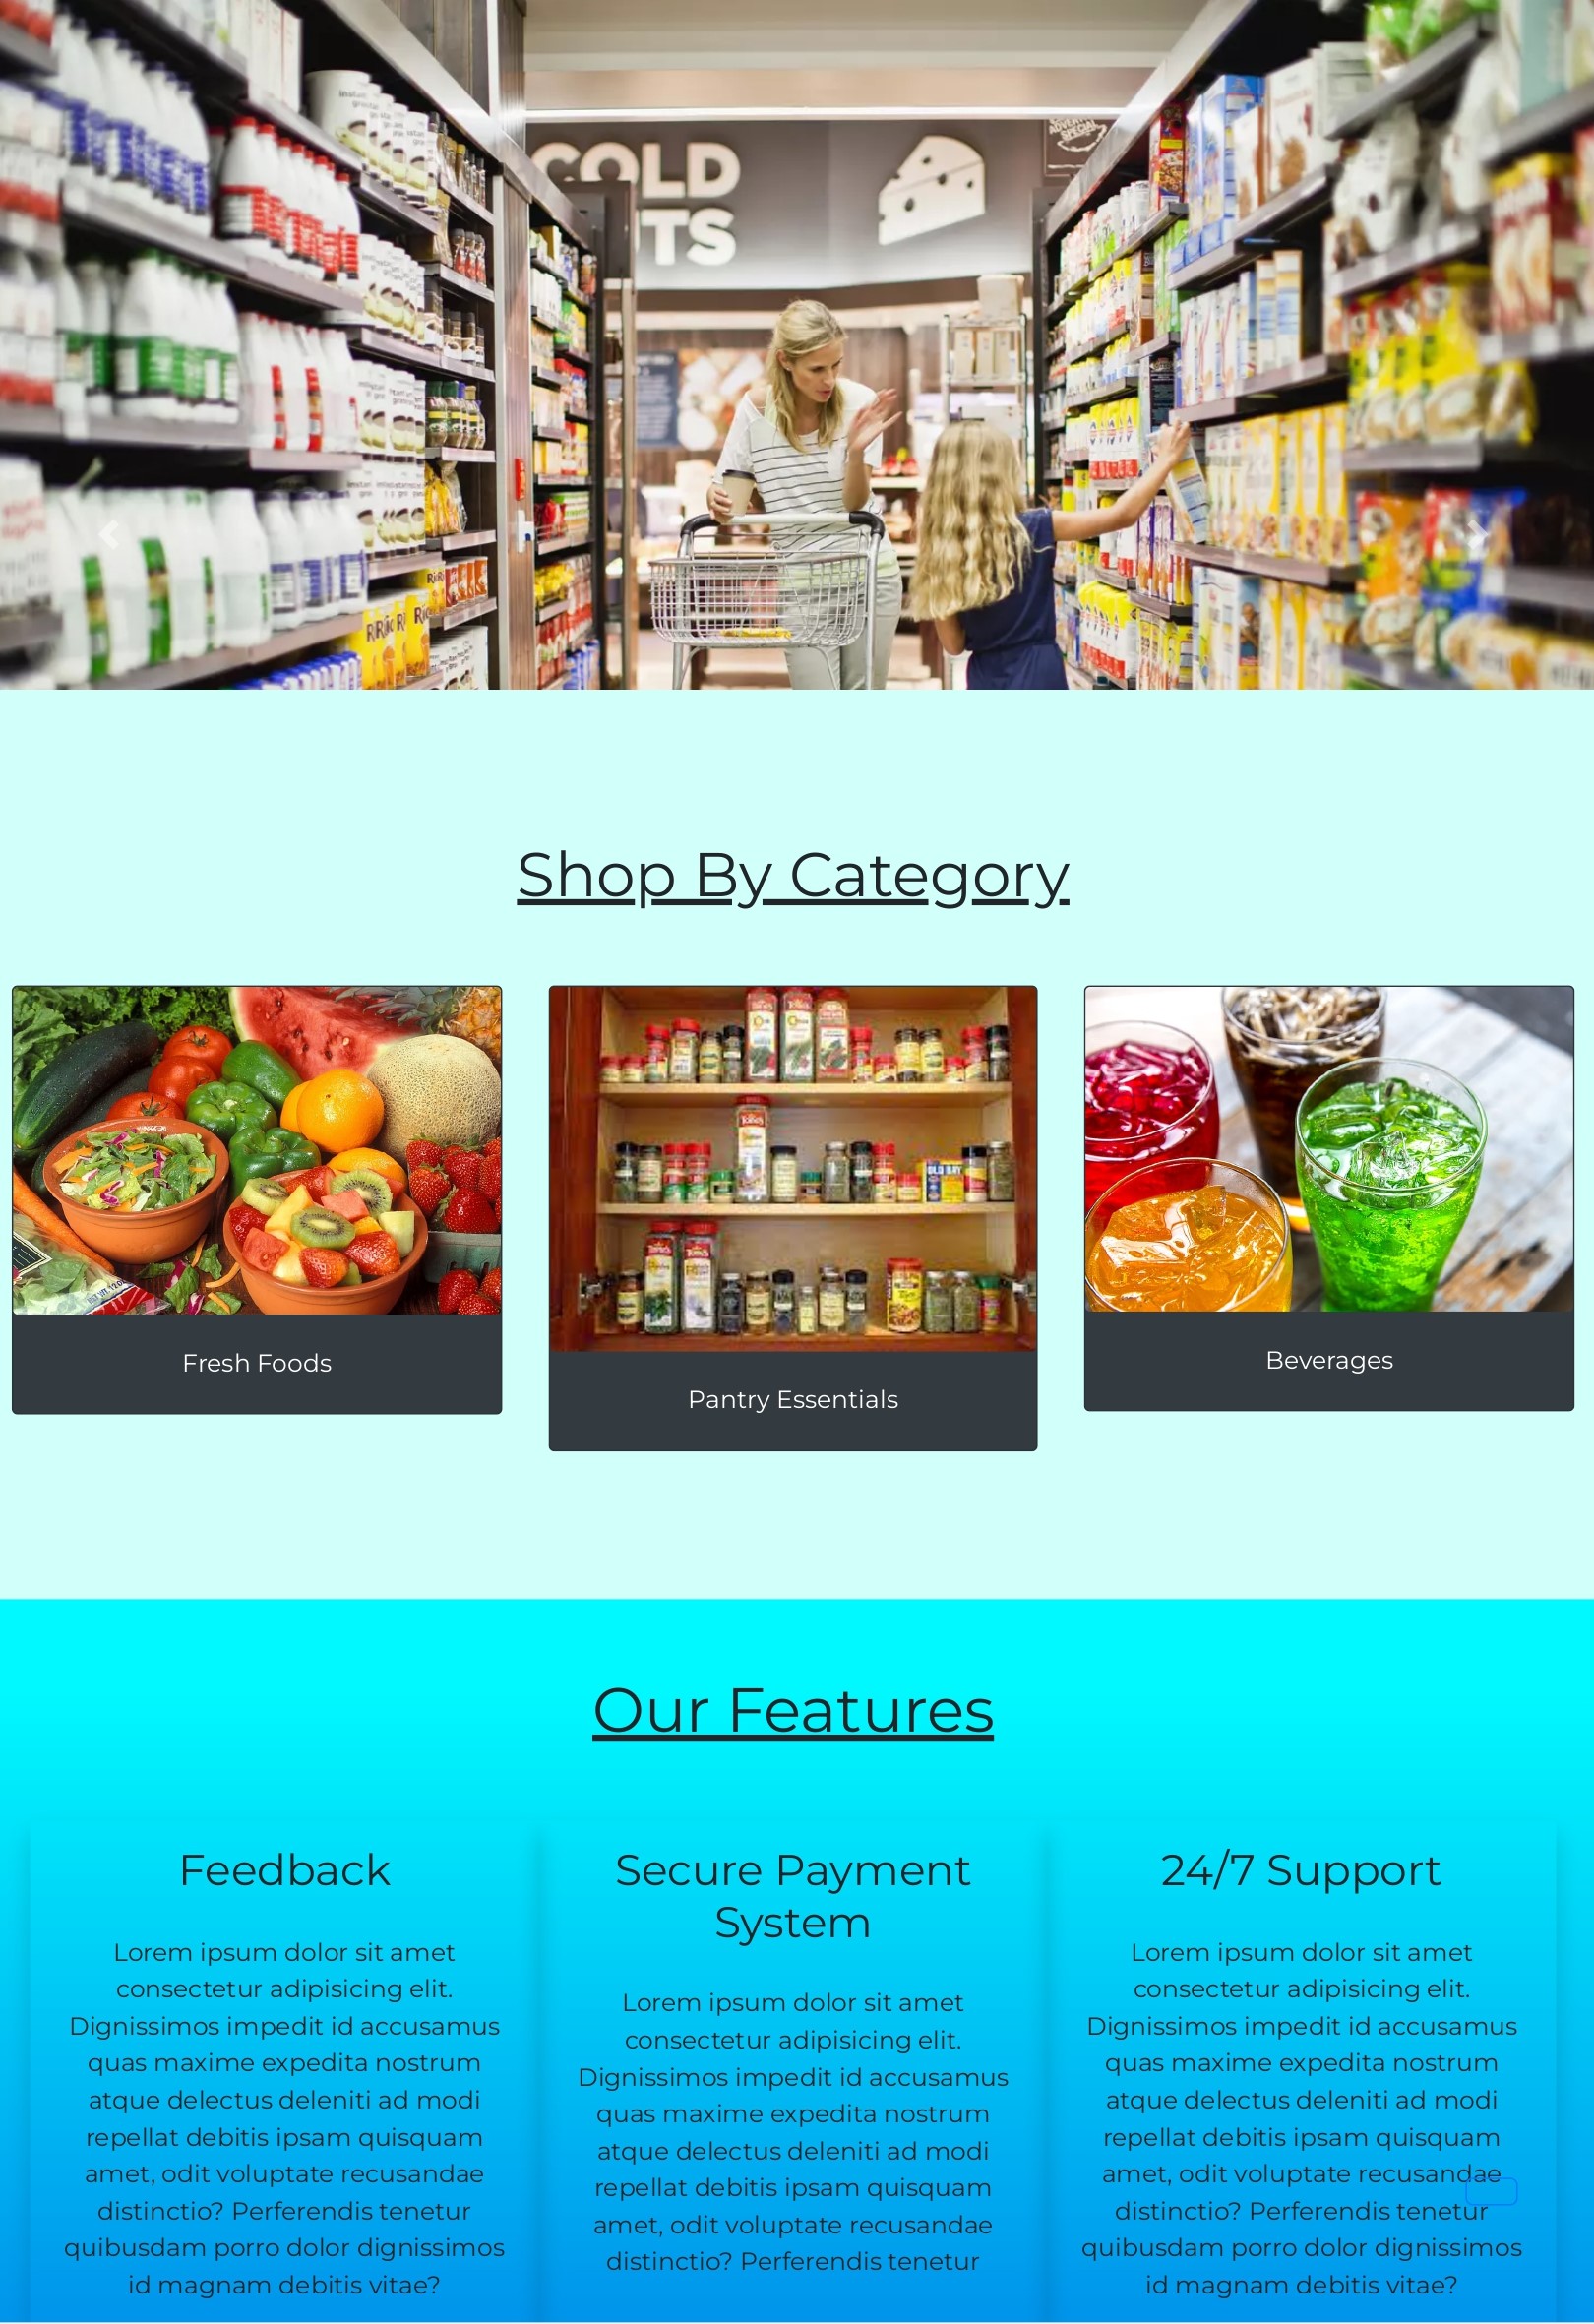 COLD
Shop By Category
Fresh Foods
Pantry Essentials
Beverages
Our Features
Feedback
Lorem ipsum dolor sit amet
consectetur adipisicing elit.
Dignissimos impedit id accusamus
quas maxime expedita nostrum
atque delectus deleniti ad modi
repellat debitis ipsam quisquam
amet, odit voluptate recusandae
distinctio? Perferendis tenetur
quibusdam porro dolor dignissimos
id magnam debitis vitae?
Secure Payment
System
Lorem ipsum dolor sit amet
consectetur adipisicing elit.
Dignissimos impedit id accusamus
quas maxime expedita nostrum
atque delectus deleniti ad modi
repellat debitis ipsam quisquam
amet, odit voluptate recusandae
distinctio? Perferendis tenetur
24/7 Support
Lorem ipsum dolor sit amet
consectetur adipisicing elit.
Dignissimos impedit id accusamus
quas maxime expedita nostrum
atque delectus deleniti ad modi
repellat debitis ipsam quisquam
amet, odit voluptate recusandae
distinctio? Perferendis tenetur
quibusdam porro dolor dignissimos
id magnam debitis vitae?